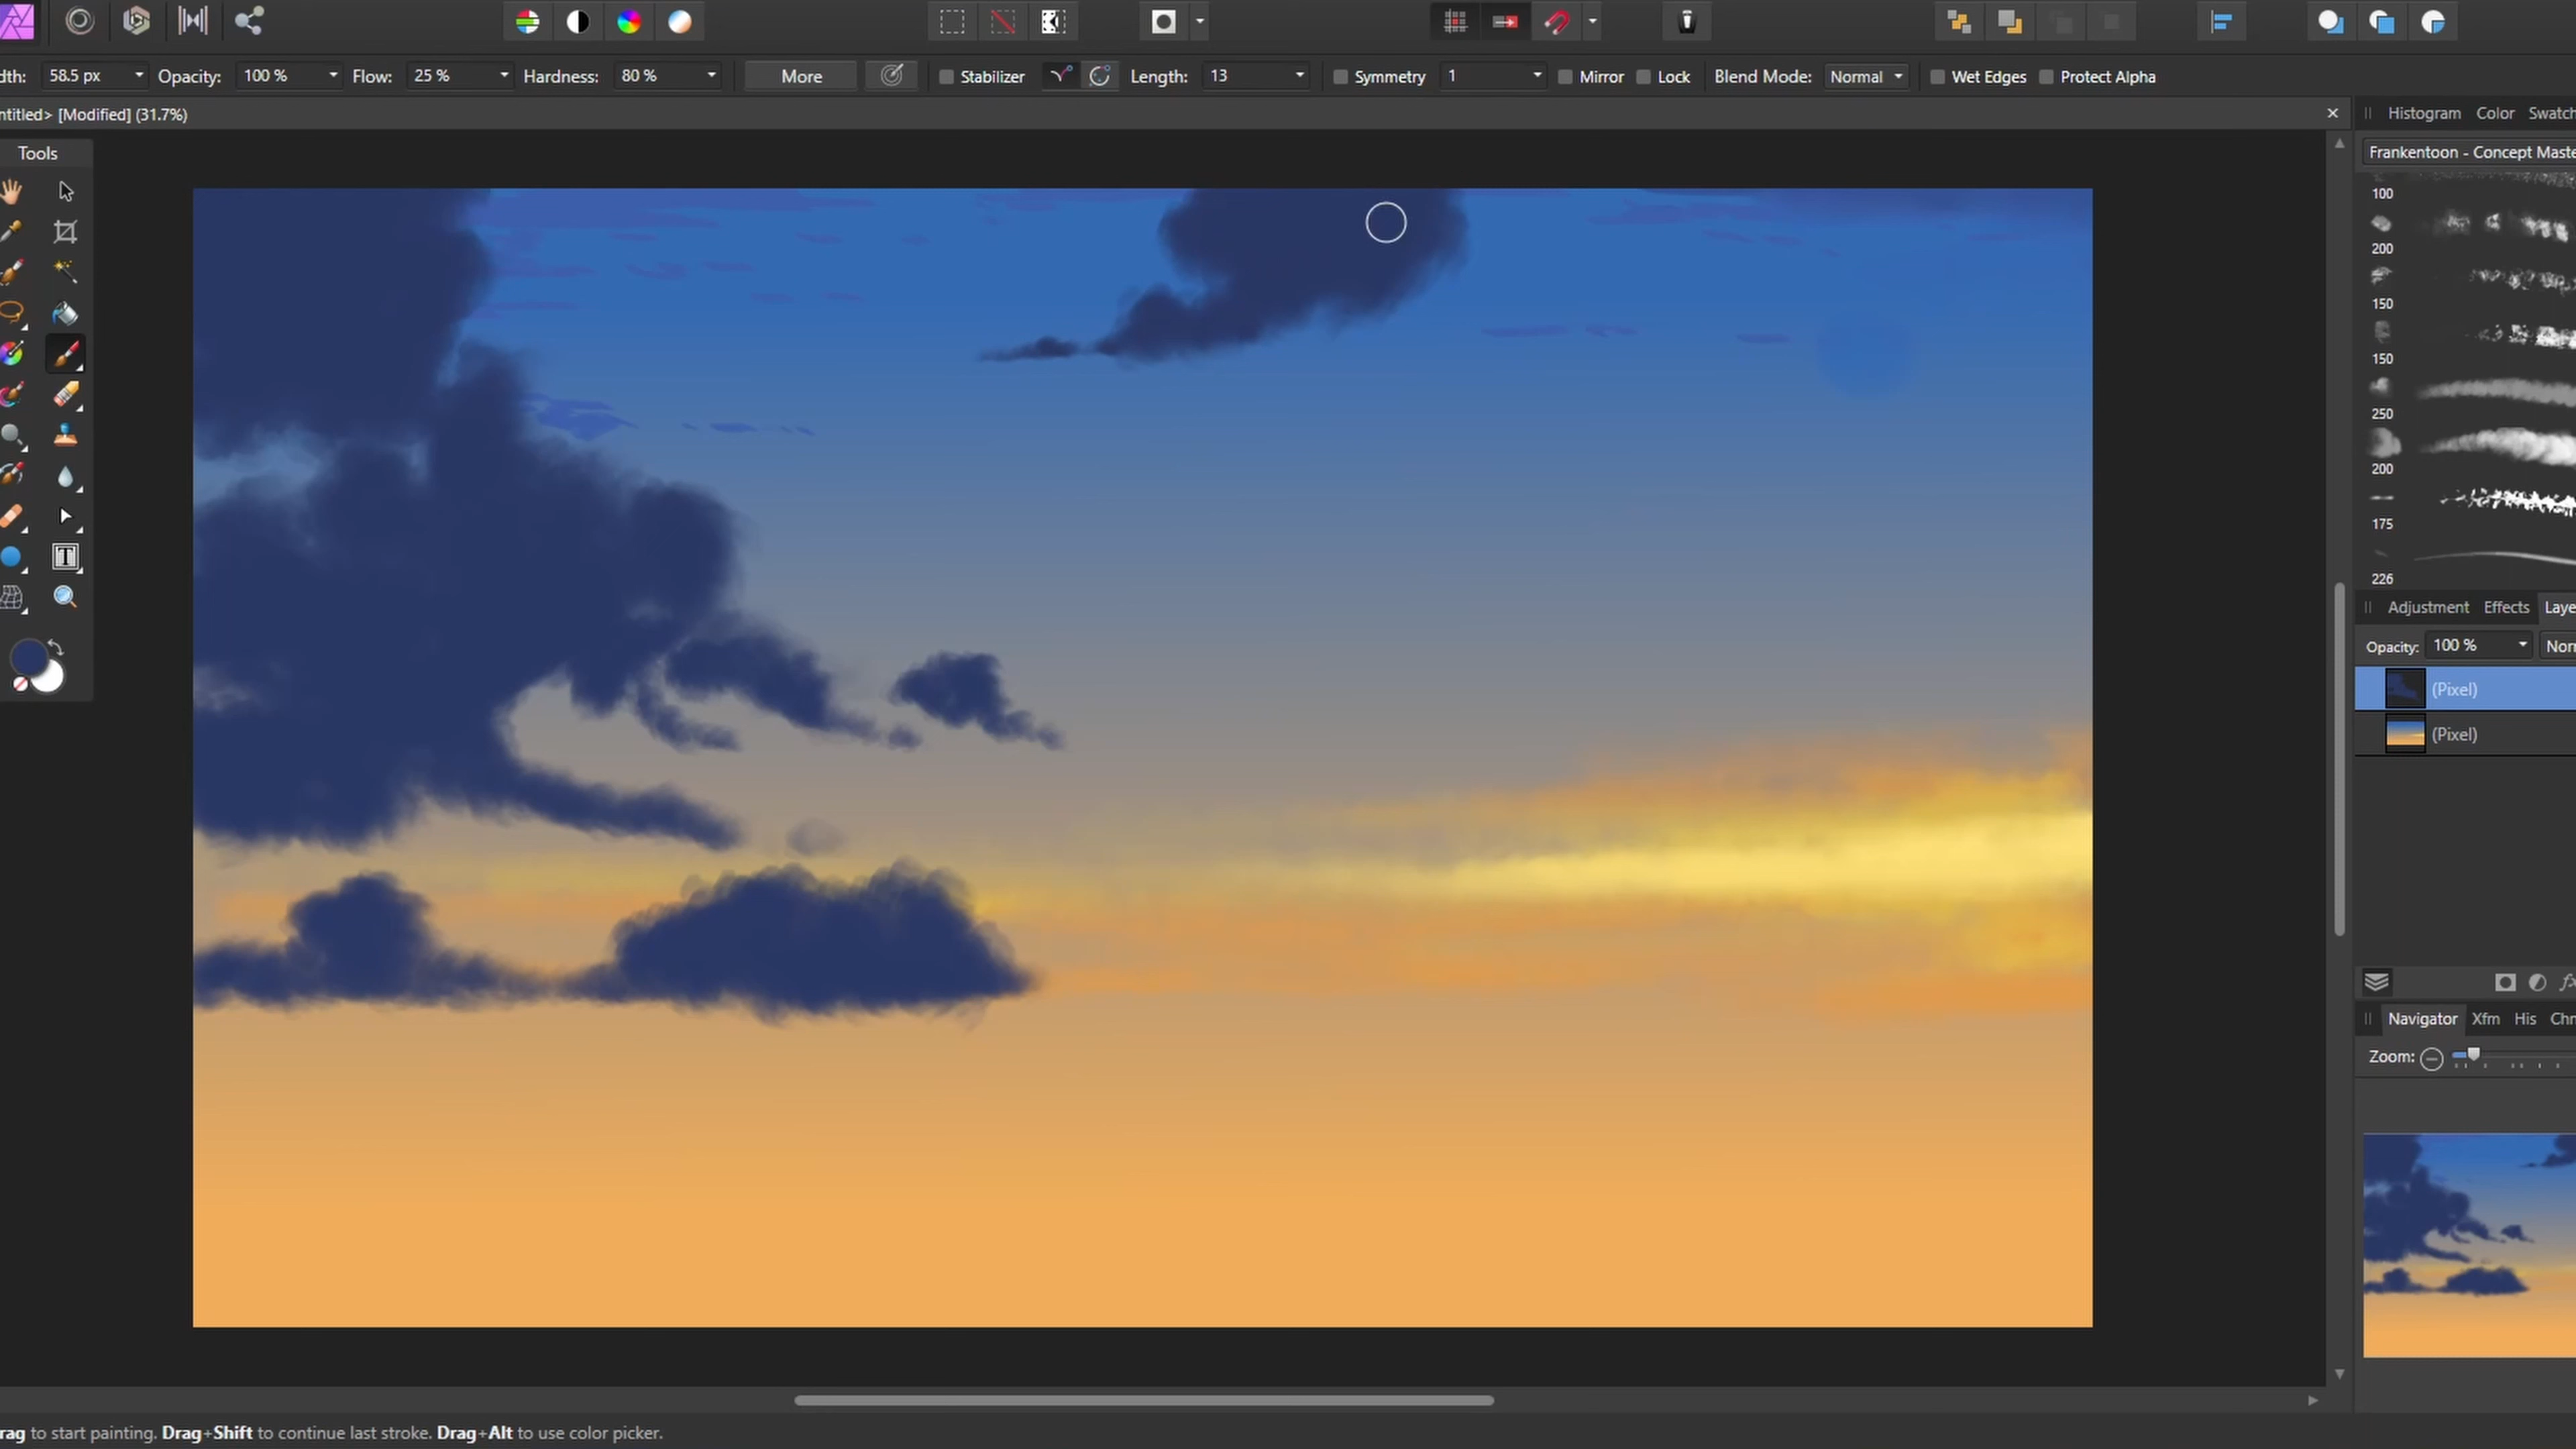 dth: 58.5 px Opacity: 100 % Flow: 25 % Hardness: 80 % More Stabilizer Length: 13 Symmetry 1 Mirror Lock Blend Mode: Normal Wet Edges Protect Alpha
ntitled> [Modified] (31.7%)
Histogram Color Swatch
Tools
Frankentoon - Concept Maste
100
200
150
150
250
200
175
226
Adjustment Effects Laye
Opacity: 100 % Norm
(Pixel)
(Pixel)
Navigator Xfm His Chn
Zoom:
rag to start painting. Drag+Shift to continue last stroke. Drag+Alt to use color picker.